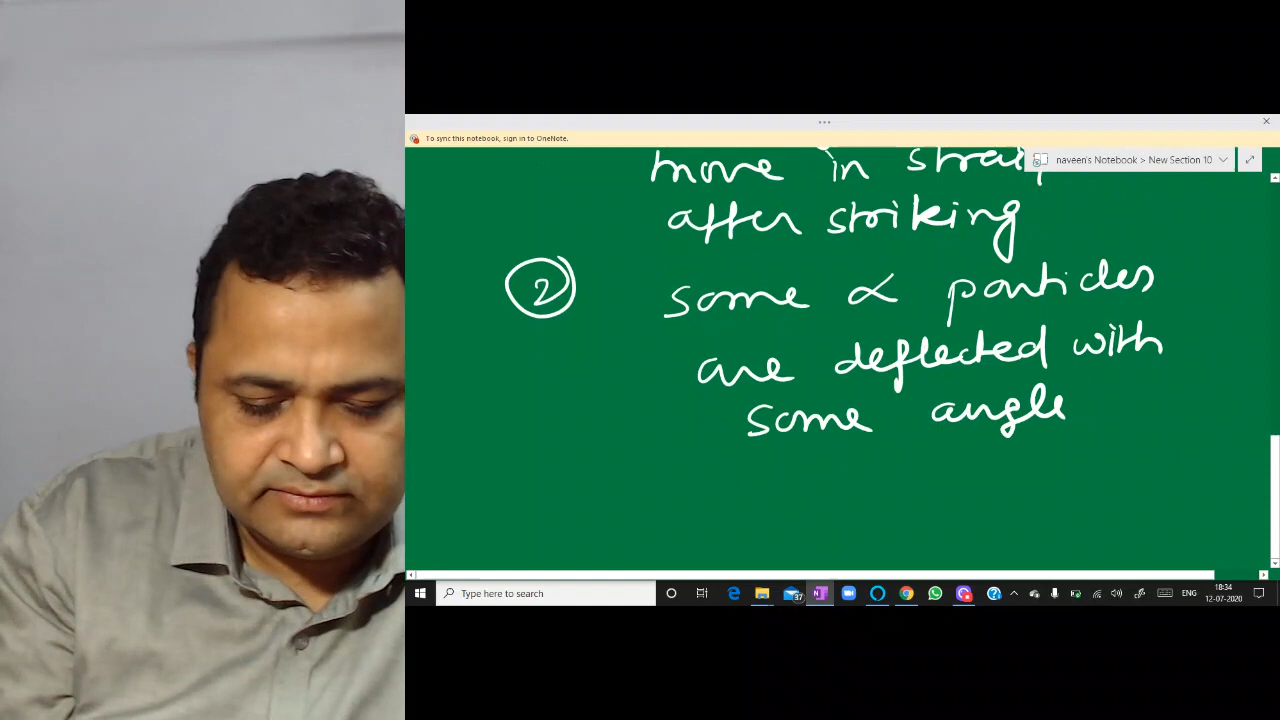 To sync this notebook, sign in to OneNote.
naveen's Notebook > New Section 10
move in
after striking
2 some ∝ particles
are deflected with
some angle
Type here to search
37
ENG
18:34
12-07-2020